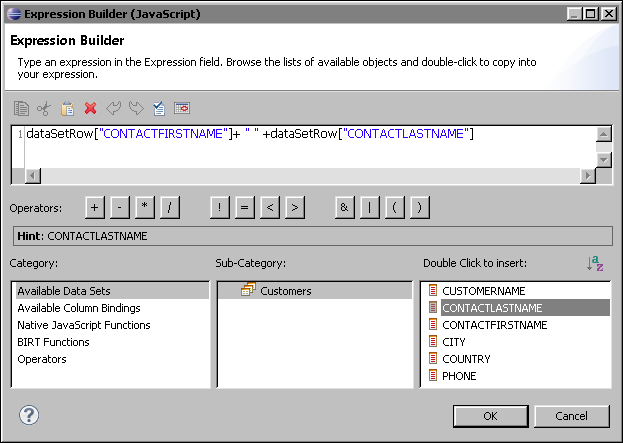 Expression Builder (JavaScript)
Expression Builder
Type an expression in the Expression field. Browse the lists of available objects and double-click to copy into
your expression.
1 dataSetRow["CONTACTFIRSTNAME"]+ " " +dataSetRow["CONTACTLASTNAME"]
Operators: + - * / ! = < > & | ( )
Hint: CONTACTLASTNAME
Category: Sub-Category: Double Click to insert: a z
Available Data Sets Customers CUSTOMERNAME
Available Column Bindings CONTACTLASTNAME
Native JavaScript Functions CONTACTFIRSTNAME
BIRT Functions CITY
Operators COUNTRY
PHONE
? OK Cancel